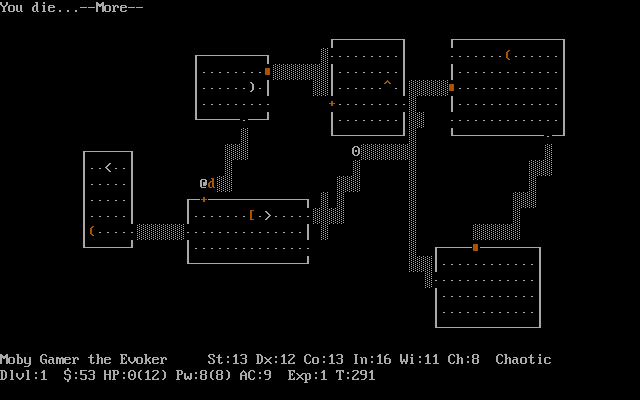 You die...--More--
Moby Gamer the Evoker St:13 Dx:12 Co:13 In:16 Wi:11 Ch:8 Chaotic
Dlvl:1 $:53 HP:0(12) Pw:8(8) AC:9 Exp:1 T:291